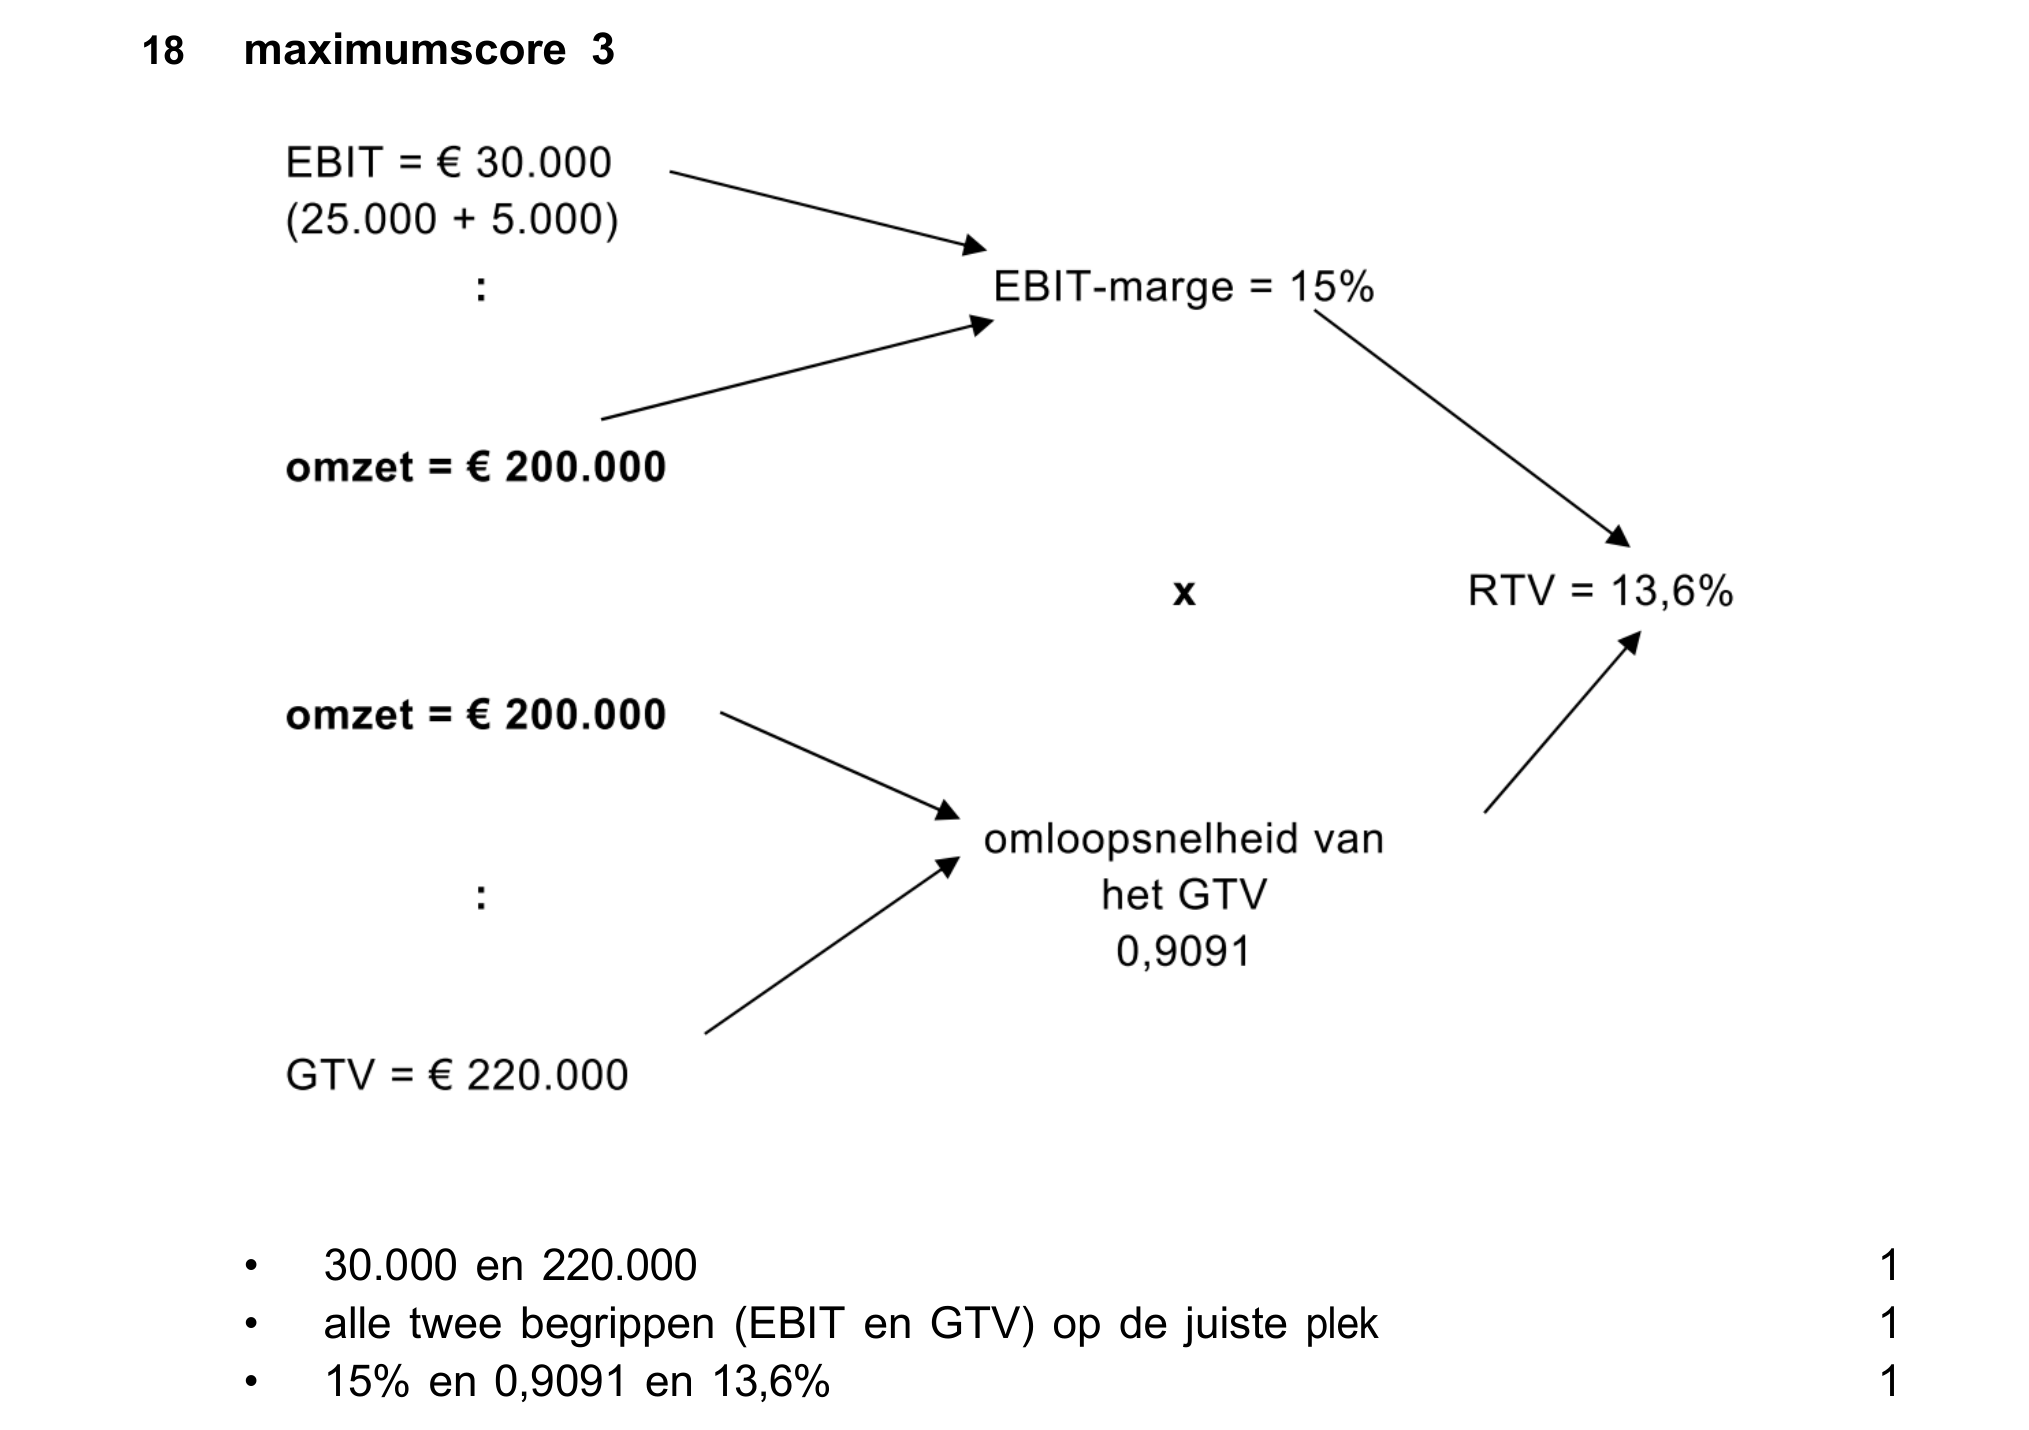 18 maximumscore 3
EBIT = € 30.000
(25.000 + 5.000)
:
EBIT-marge = 15%
omzet = € 200.000
x
RTV = 13,6%
omzet = € 200.000
omloopsnelheid van
het GTV
:
0,9091
GTV = € 220.000
• 30.000 en 220.000 1
• alle twee begrippen (EBIT en GTV) op de juiste plek 1
• 15% en 0,9091 en 13,6% 1